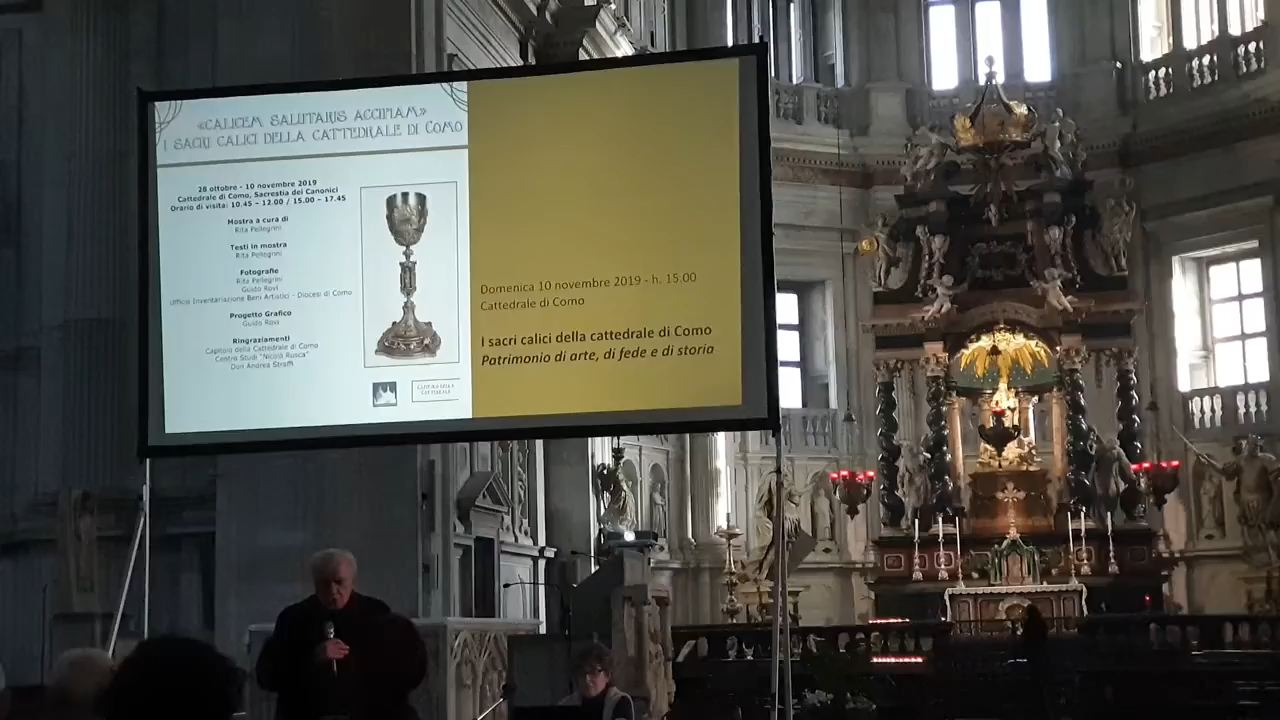 «CALICEM SALUTARIS ACCIPIAM»
I SACRI CALICI DELLA CATTEDRALE DI COMO
28 ottobre - 10 novembre 2019
Cattedrale di Como, Sacrestia dei Canonici
Orario di visita: 10.45 - 12.00 / 15.00 - 17.45
Mostra a cura di
Rita Pellegrini
Testi in mostra
Rita Pellegrini
Fotografie
Rita Pellegrini
Guido Rovi
Ufficio Inventariazione Beni Artistici - Diocesi di Como
Progetto Grafico
Guido Rovi
Ringraziamenti
Capitolo della Cattedrale di Como
Centro Studi "Nicolò Rusca"
Don Andrea Straffi
CAPITOLO DELLA
CATTEDRALE
Domenica 10 novembre 2019 - h. 15.00
Cattedrale di Como
I sacri calici della cattedrale di Como
Patrimonio di arte, di fede e di storia